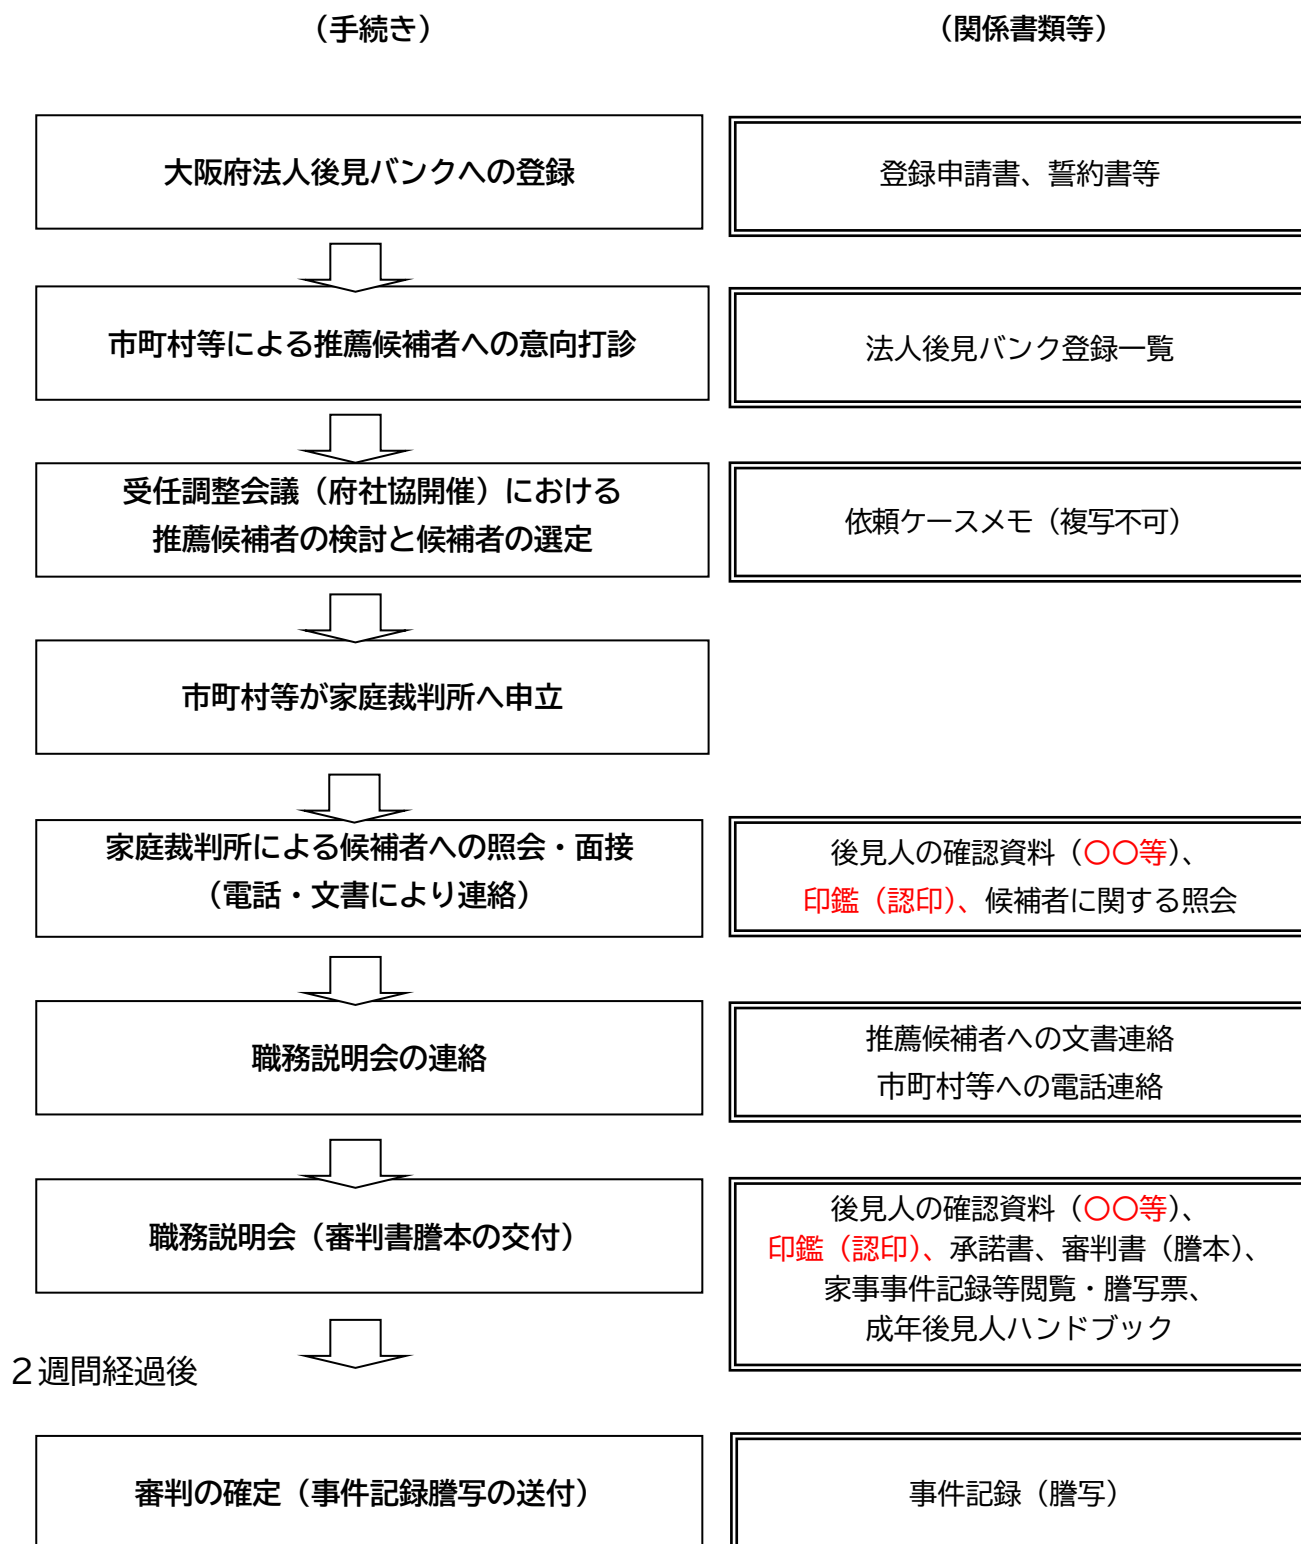 （手続き）
（関係書類等）
大阪府法人後見バンクへの登録
登録申請書、誓約書等
市町村等による推薦候補者への意向打診
法人後見バンク登録一覧
受任調整会議（府社協開催）における
推薦候補者の検討と候補者の選定
依頼ケースメモ（複写不可）
市町村等が家庭裁判所へ申立
家庭裁判所による候補者への照会・面接
（電話・文書により連絡）
後見人の確認資料（〇〇等）、
印鑑（認印）、候補者に関する照会
職務説明会の連絡
推薦候補者への文書連絡
市町村等への電話連絡
職務説明会（審判書謄本の交付）
後見人の確認資料（〇〇等）、
印鑑（認印）、承諾書、審判書（謄本）、
家事事件記録等閲覧・謄写票、
成年後見人ハンドブック
２週間経過後
審判の確定（事件記録謄写の送付）
事件記録（謄写）